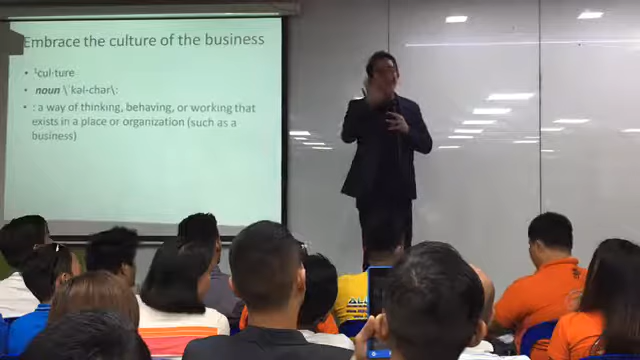 Embrace the culture of the business
• ¹cul·ture
• noun \ˈkəl-chər\:
• : a way of thinking, behaving, or working that
exists in a place or organization (such as a
business)